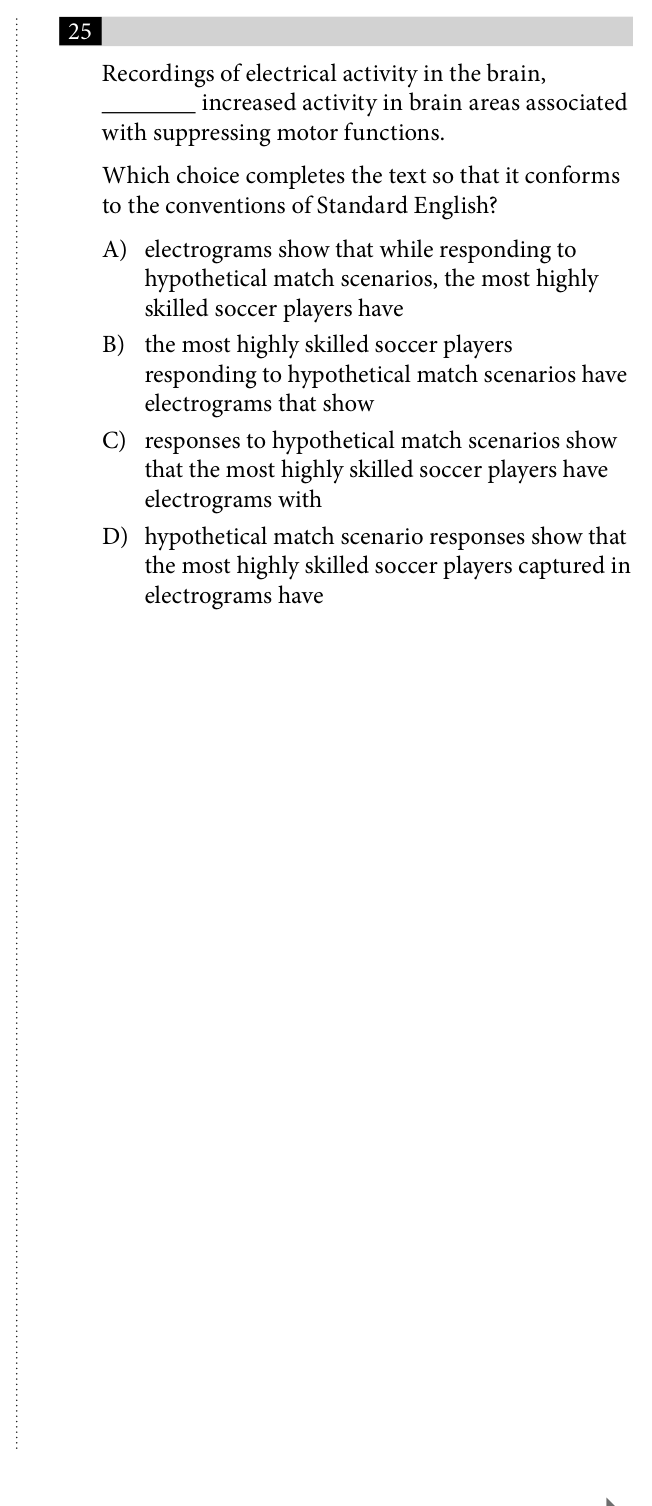 25
Recordings of electrical activity in the brain,
________ increased activity in brain areas associated
with suppressing motor functions.
Which choice completes the text so that it conforms
to the conventions of Standard English?
A) electrograms show that while responding to
hypothetical match scenarios, the most highly
skilled soccer players have
B) the most highly skilled soccer players
responding to hypothetical match scenarios have
electrograms that show
C) responses to hypothetical match scenarios show
that the most highly skilled soccer players have
electrograms with
D) hypothetical match scenario responses show that
the most highly skilled soccer players captured in
electrograms have